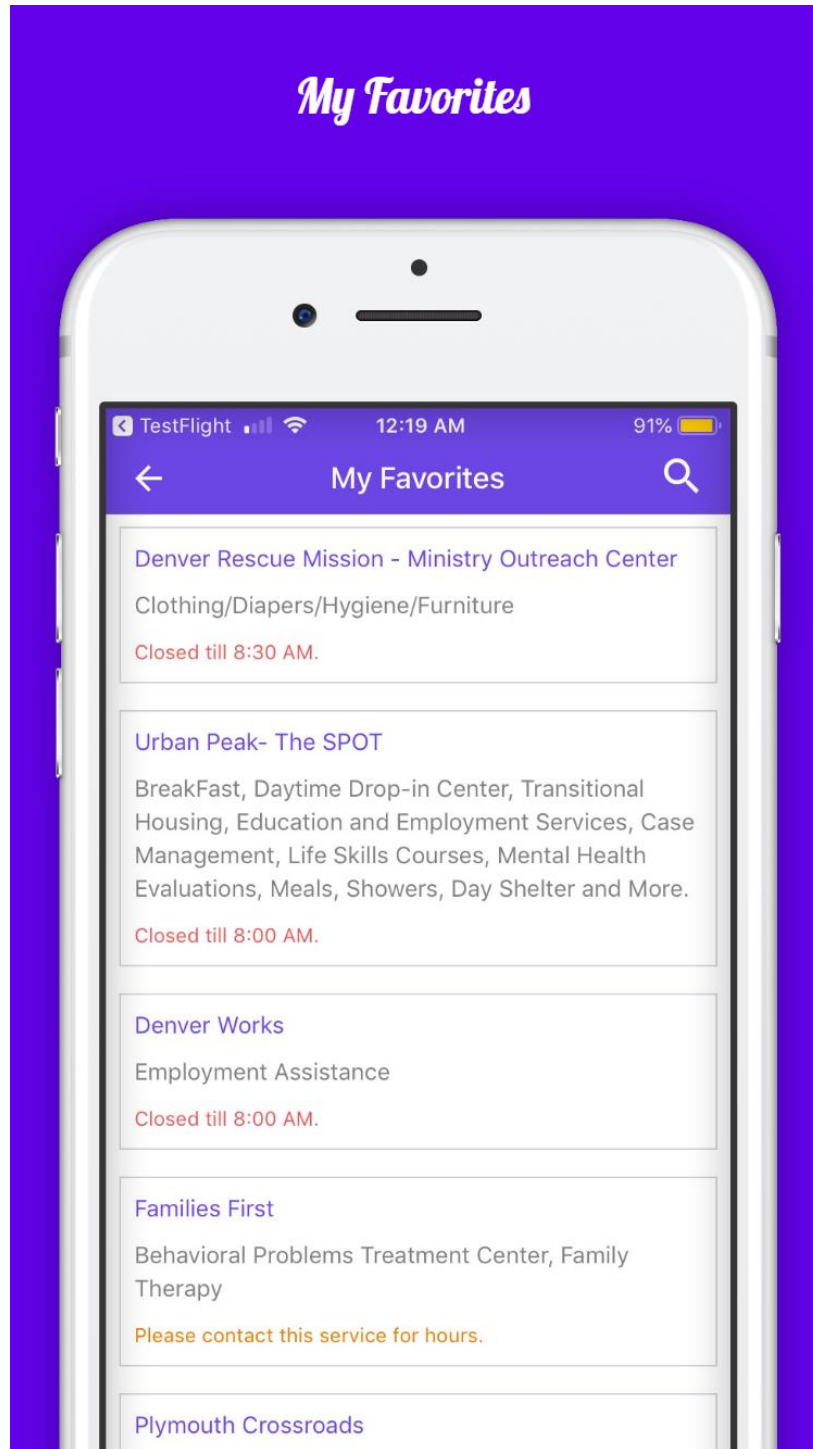 My Favorites
TestFlight 12:19 AM 91%
My Favorites
Denver Rescue Mission - Ministry Outreach Center
Clothing/Diapers/Hygiene/Furniture
Closed till 8:30 AM.
Urban Peak- The SPOT
BreakFast, Daytime Drop-in Center, Transitional
Housing, Education and Employment Services, Case
Management, Life Skills Courses, Mental Health
Evaluations, Meals, Showers, Day Shelter and More.
Closed till 8:00 AM.
Denver Works
Employment Assistance
Closed till 8:00 AM.
Families First
Behavioral Problems Treatment Center, Family
Therapy
Please contact this service for hours.
Plymouth Crossroads